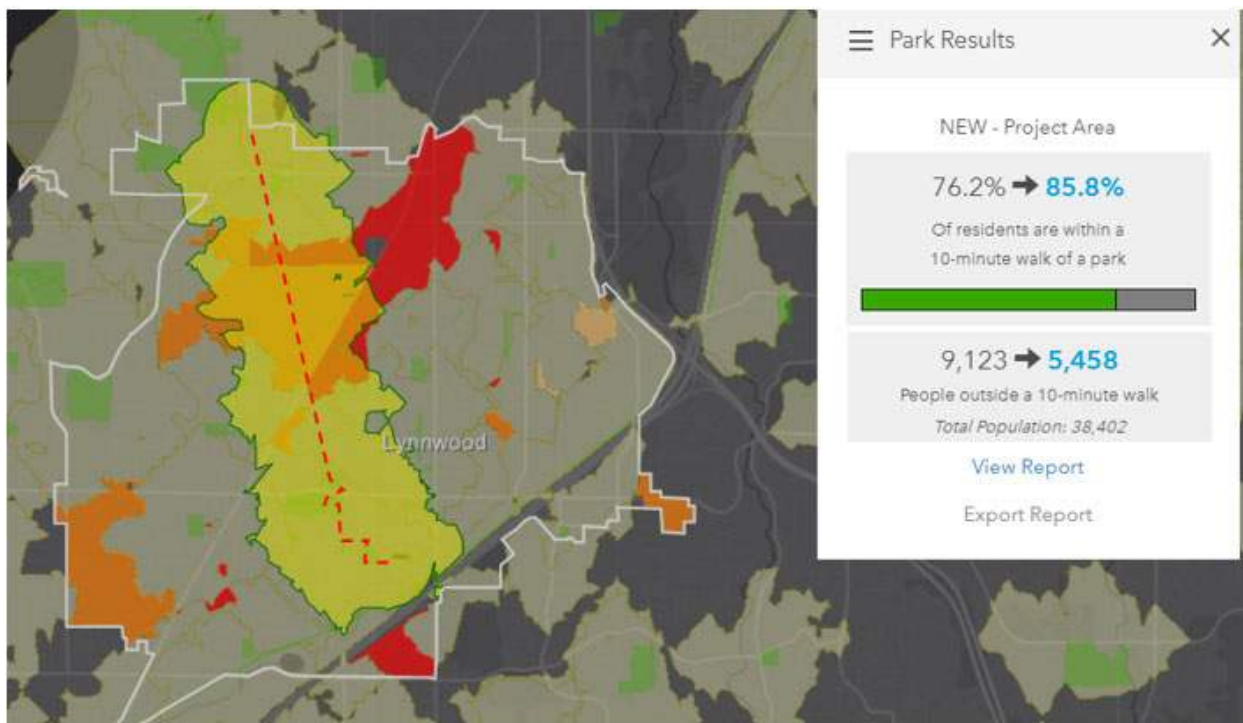 Park Results
NEW - Project Area
76.2% ➔ 85.8%
Of residents are within a
10-minute walk of a park
9,123 ➔ 5,458
People outside a 10-minute walk
Total Population: 38,402
View Report
Export Report
Lynnwood